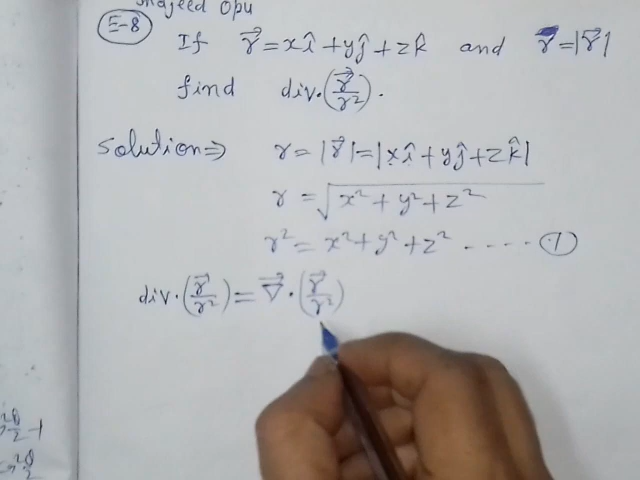 Opu
E-8
If r⃗ = xî + yĵ + zk̂ and r = |r⃗|
find div.(r⃗/r²).
Solution⇒ r = |r⃗| = |xî + yĵ + zk̂|
r = √(x² + y² + z²)
r² = x² + y² + z² ..... ①
div.(r⃗/r²) = ∇⃗.(r⃗/r²)